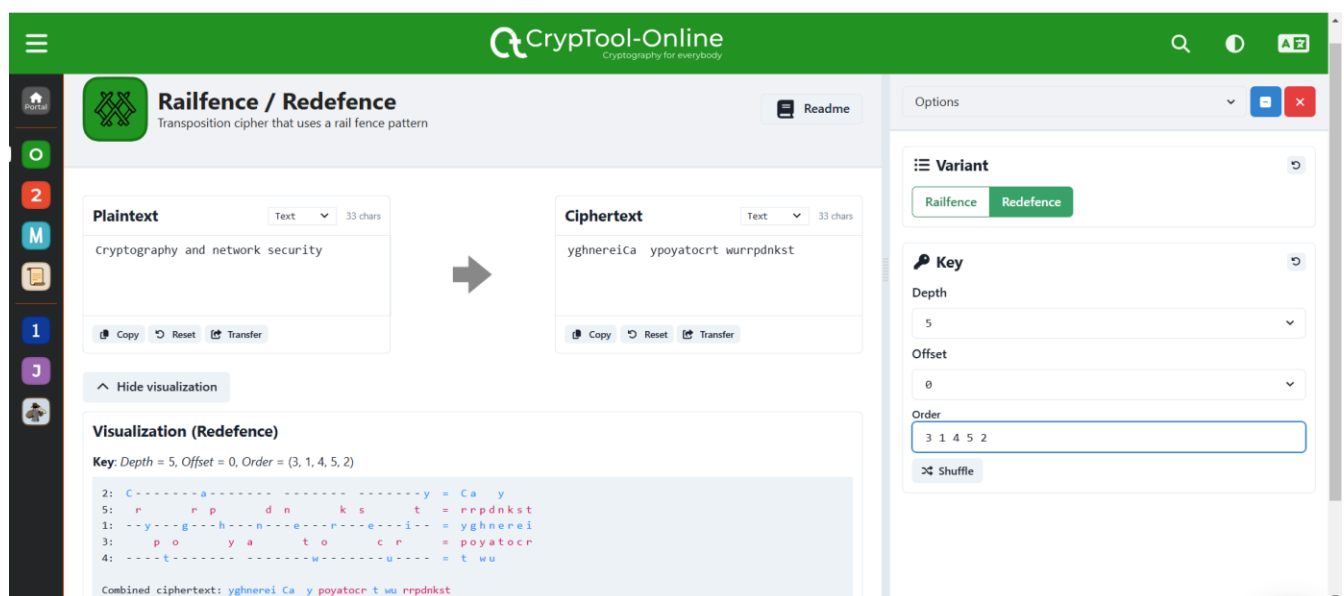 CrypTool-Online
Cryptography for everybody
Portal
Railfence / Redefence
Transposition cipher that uses a rail fence pattern
Readme
O
2
M
1
J
Plaintext Text 33 chars
Cryptography and network security
Copy Reset Transfer
Ciphertext Text 33 chars
yghnereiCa  ypoyatocrt wurrpdnkst
Copy Reset Transfer
Hide visualization
Visualization (Redefence)
Key: Depth = 5, Offset = 0, Order = (3, 1, 4, 5, 2)
2: C - - - - - - - a - - - - - - -   - - - - - - -   - - - - - - - y = Ca  y
5:   r           r   p           d   n           k   s           t   = rrpdnkst
1: - - y - - - g - - - h - - - n - - - e - - - r - - - e - - - i - - = yghnerei
3:       p   o           y   a           t   o           c   r       = poyatocr
4: - - - - t - - - - - - -   - - - - - - - w - - - - - - - u - - - - = t wu
Combined ciphertext: yghnerei Ca  y poyatocr t wu rrpdnkst
Options
Variant
Railfence Redefence
Key
Depth
5
Offset
0
Order
3 1 4 5 2
Shuffle